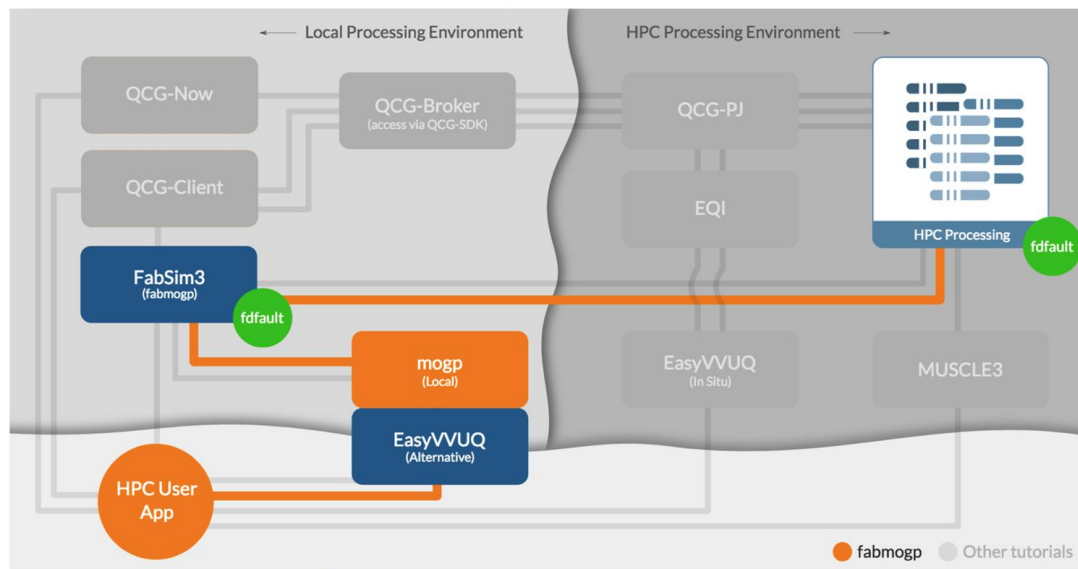 Local Processing Environment
HPC Processing Environment
QCG-Now
QCG-Broker
(access via QCG-SDK)
QCG-PJ
QCG-Client
EQI
HPC Processing
fdfault
FabSim3
(fabmogp)
fdfault
mogp
(Local)
EasyVVUQ
(In Situ)
MUSCLE3
EasyVVUQ
(Alternative)
HPC User
App
fabmogp
Other tutorials